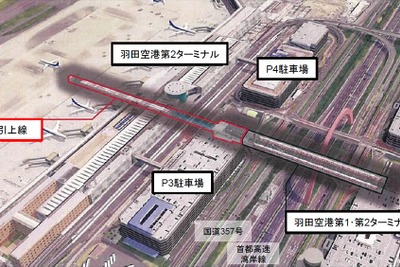 羽田空港第2ターミナル
P4駐車場
引上線
P3駐車場
国道357号
羽田空港第1・第2ターミ
首都高速
湾岸線